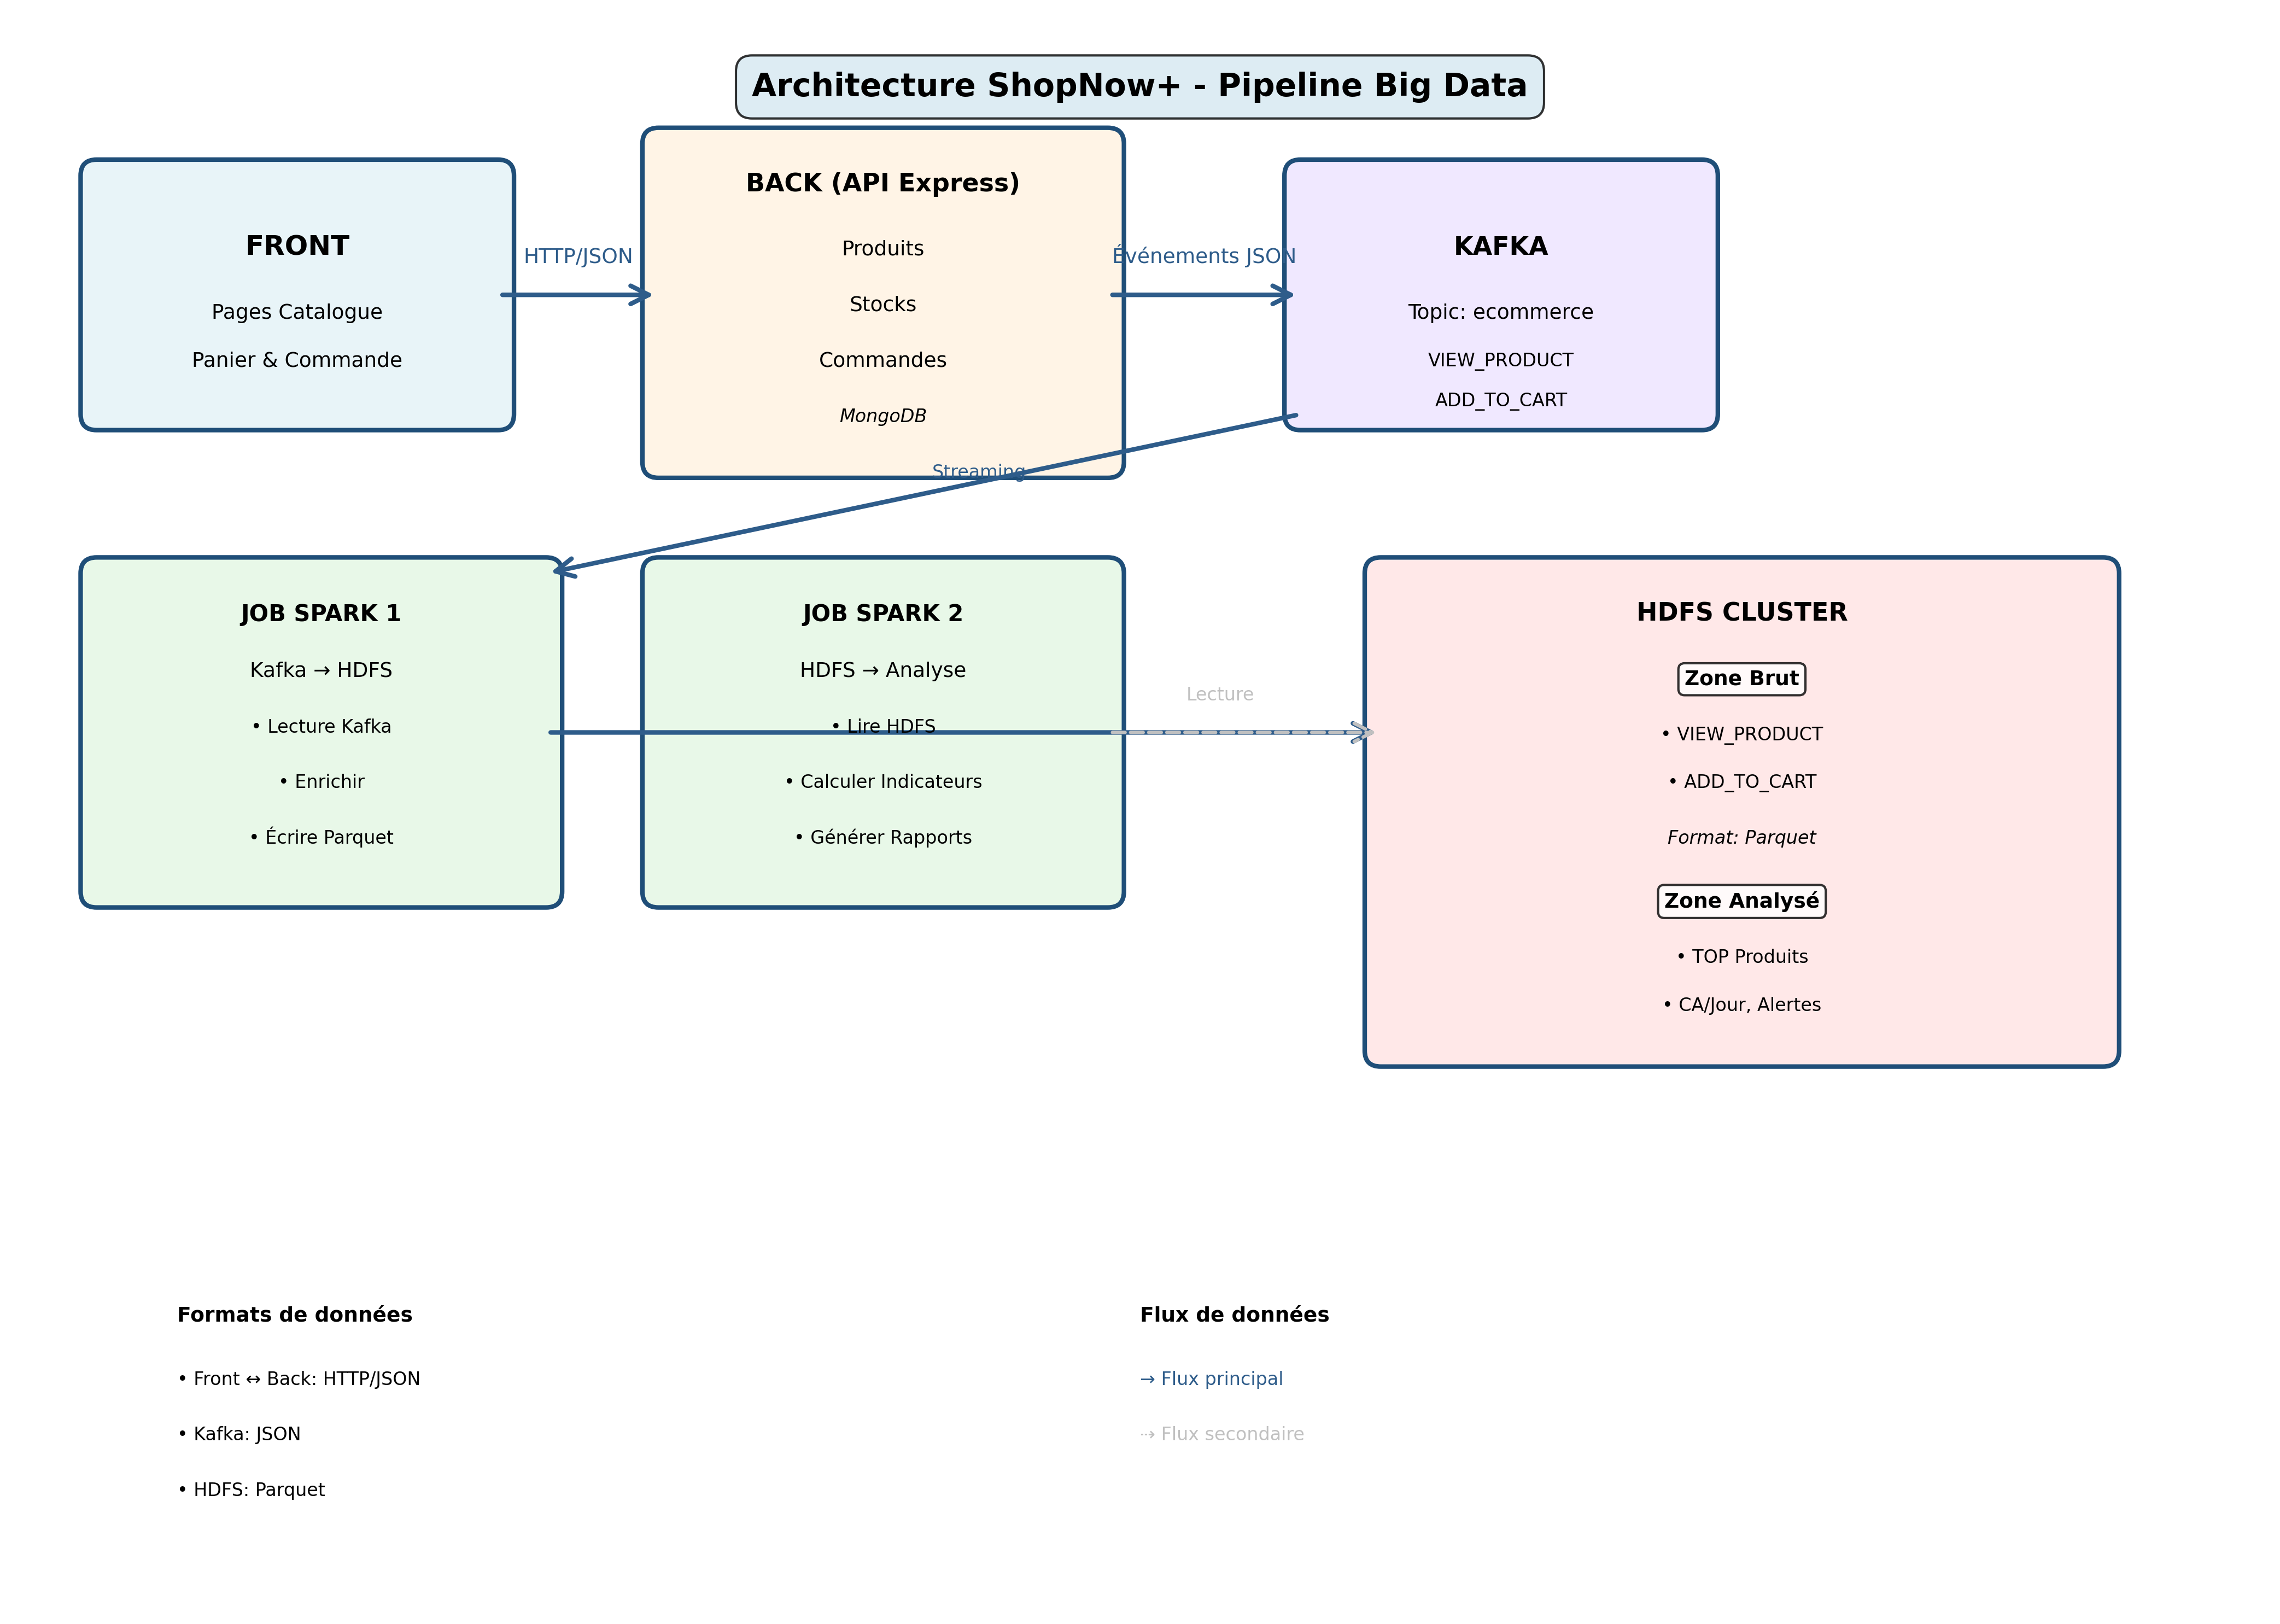 Architecture ShopNow+ - Pipeline Big Data
FRONT
Pages Catalogue
Panier & Commande
HTTP/JSON
BACK (API Express)
Produits
Stocks
Commandes
MongoDB
Événements JSON
KAFKA
Topic: ecommerce
VIEW_PRODUCT
ADD_TO_CART
Streaming
JOB SPARK 1
Kafka → HDFS
• Lecture Kafka
• Enrichir
• Écrire Parquet
JOB SPARK 2
HDFS → Analyse
• Lire HDFS
• Calculer Indicateurs
• Générer Rapports
Lecture
HDFS CLUSTER
Zone Brut
• VIEW_PRODUCT
• ADD_TO_CART
Format: Parquet
Zone Analysé
• TOP Produits
• CA/Jour, Alertes
Formats de données
• Front ↔ Back: HTTP/JSON
• Kafka: JSON
• HDFS: Parquet
Flux de données
→ Flux principal
⇢ Flux secondaire